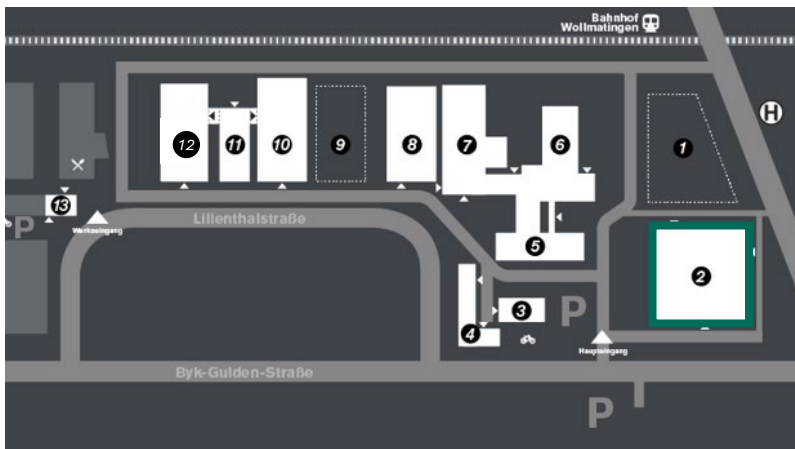 Bahnhof
Wollmatingen
H
12
11
10
9
8
7
6
1
13
P
Werkseingang
Lilienthalstraße
5
2
4
3
P
Haupteingang
Byk-Gulden-Straße
P